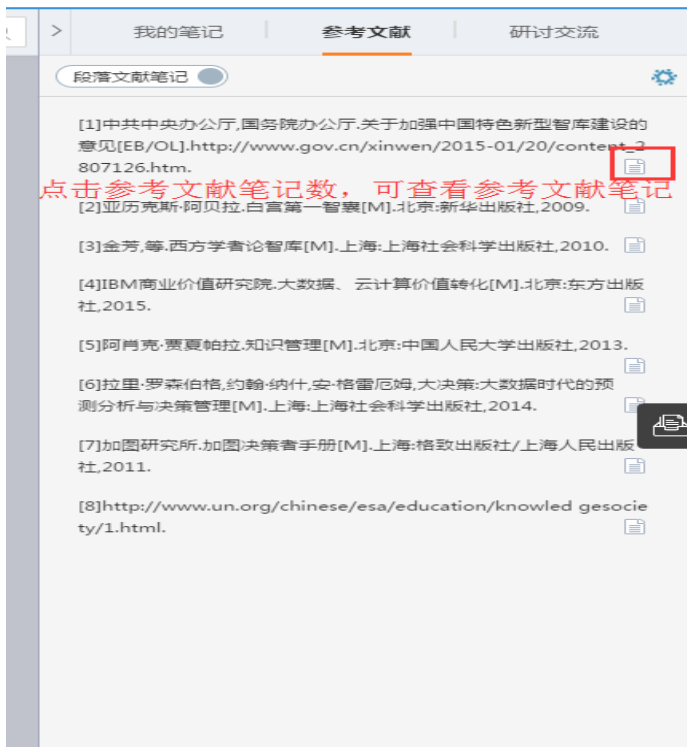 我的笔记
参考文献
研讨交流
段落文献笔记
[1]中共中央办公厅,国务院办公厅.关于加强中国特色新型智库建设的
意见[EB/OL].http://www.gov.cn/xinwen/2015-01/20/content_2
807126.htm.
点击参考文献笔记数，可查看参考文献笔记
[2]亚历克斯·阿贝拉.白宫第一智囊[M].北京:新华出版社,2009.
[3]金芳,等.西方学者论智库[M].上海:上海社会科学出版社,2010.
[4]IBM商业价值研究院.大数据、云计算价值转化[M].北京:东方出版
社,2015.
[5]阿肖克·贾夏帕拉.知识管理[M].北京:中国人民大学出版社,2013.
[6]拉里·罗森伯格,约翰·纳什,安·格雷厄姆,大决策:大数据时代的预
测分析与决策管理[M].上海:上海社会科学出版社,2014.
[7]加图研究所.加图决策者手册[M].上海:格致出版社/上海人民出版
社,2011.
[8]http://www.un.org/chinese/esa/education/knowled gesocie
ty/1.html.